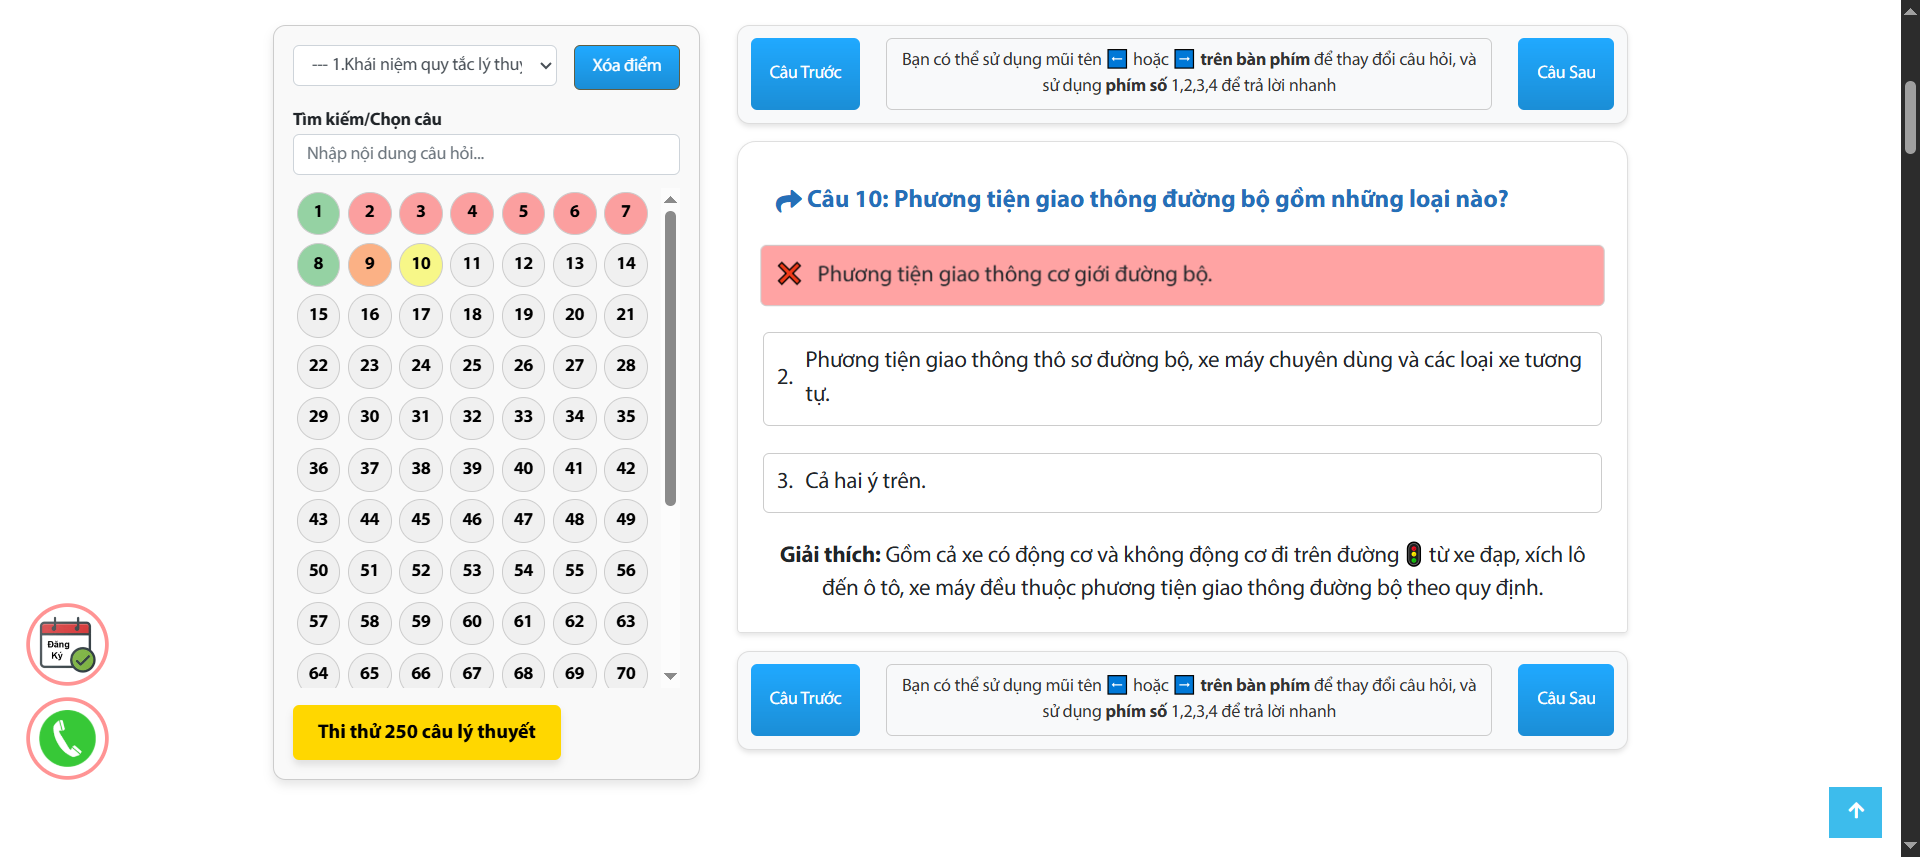 --- 1.Khái niệm quy tắc lý thuy
Xóa điểm
Tìm kiếm/Chọn câu
Nhập nội dung câu hỏi...
1 2 3 4 5 6 7
8 9 10 11 12 13 14
15 16 17 18 19 20 21
22 23 24 25 26 27 28
29 30 31 32 33 34 35
36 37 38 39 40 41 42
43 44 45 46 47 48 49
50 51 52 53 54 55 56
57 58 59 60 61 62 63
64 65 66 67 68 69 70
Thi thử 250 câu lý thuyết
Đăng
Ký
Câu Trước
Bạn có thể sử dụng mũi tên ← hoặc → trên bàn phím để thay đổi câu hỏi, và
sử dụng phím số 1,2,3,4 để trả lời nhanh
Câu Sau
Câu 10: Phương tiện giao thông đường bộ gồm những loại nào?
Phương tiện giao thông cơ giới đường bộ.
2. Phương tiện giao thông thô sơ đường bộ, xe máy chuyên dùng và các loại xe tương
tự.
3. Cả hai ý trên.
Giải thích: Gồm cả xe có động cơ và không động cơ đi trên đường 🚦 từ xe đạp, xích lô
đến ô tô, xe máy đều thuộc phương tiện giao thông đường bộ theo quy định.
Câu Trước
Bạn có thể sử dụng mũi tên ← hoặc → trên bàn phím để thay đổi câu hỏi, và
sử dụng phím số 1,2,3,4 để trả lời nhanh
Câu Sau